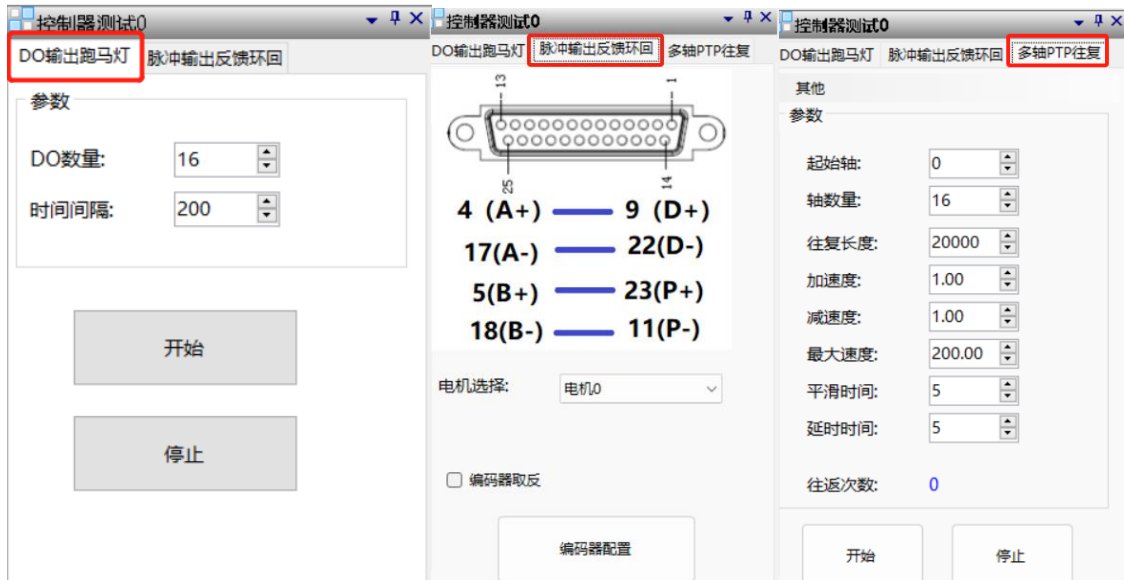 控制器测试0
DO输出跑马灯 脉冲输出反馈环回
参数
DO数量: 16
时间间隔: 200
开始
停止
控制器测试0
DO输出跑马灯 脉冲输出反馈环回 多轴PTP往复
13 1
25 14
4 (A+) 9 (D+)
17(A-) 22(D-)
5(B+) 23(P+)
18(B-) 11(P-)
电机选择: 电机0
编码器取反
编码器配置
控制器测试0
DO输出跑马灯 脉冲输出反馈环回 多轴PTP往复
其他
参数
起始轴: 0
轴数量: 16
往复长度: 20000
加速度: 1.00
减速度: 1.00
最大速度: 200.00
平滑时间: 5
延时时间: 5
往返次数: 0
开始 停止